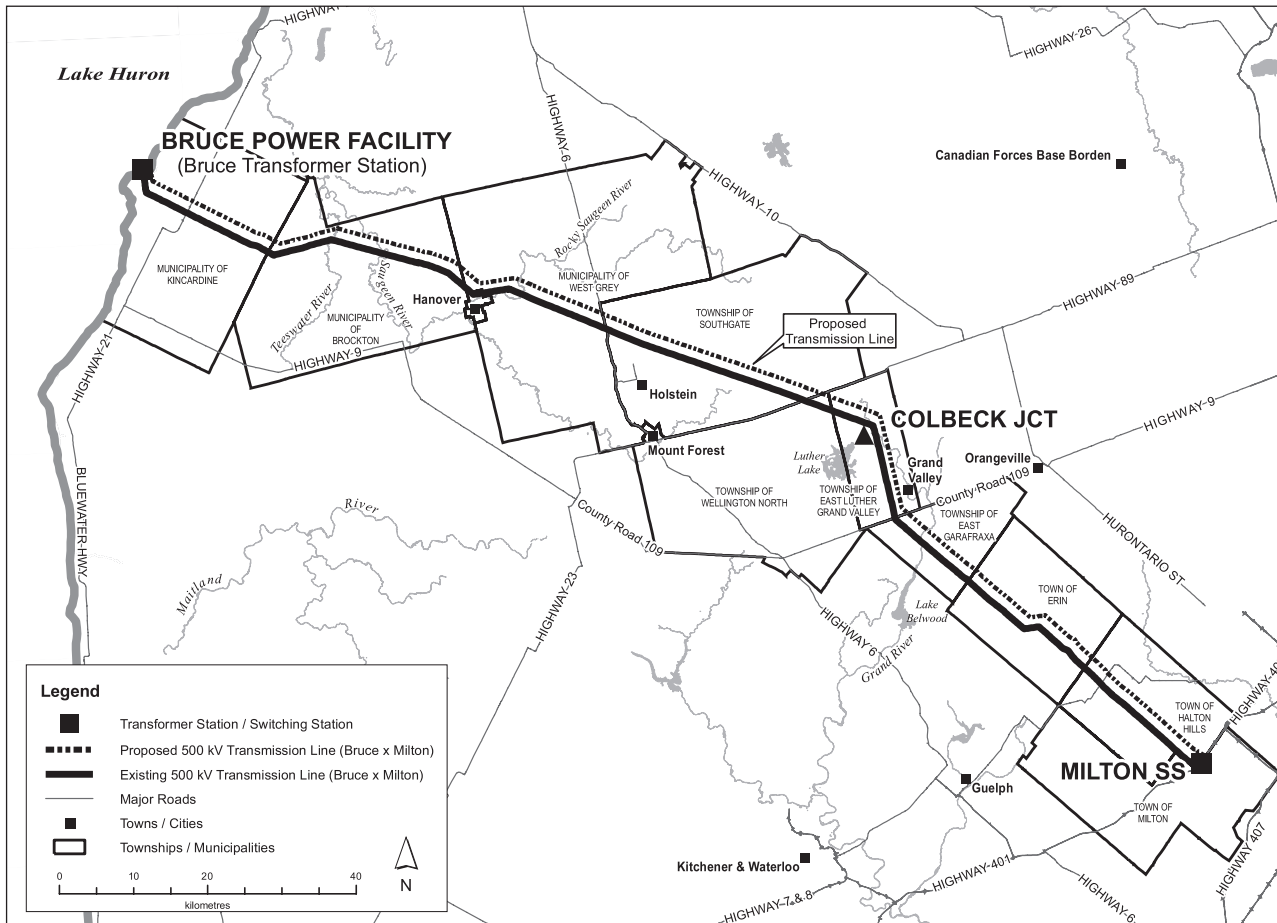 HIGHWAY
HIGHWAY-26
Lake Huron
BRUCE POWER FACILITY
(Bruce Transformer Station)
HIGHWAY-6
Canadian Forces Base Borden
HIGHWAY-10
Rocky Saugeen River
MUNICIPALITY OF
KINCARDINE
MUNICIPALITY OF
WEST GREY
Saugeen River
Hanover
Teeswater River
MUNICIPALITY
OF
BROCKTON
HIGHWAY-9
HIGHWAY-21
TOWNSHIP OF
SOUTHGATE
Proposed
Transmission Line
HIGHWAY-89
Holstein
HIGHWAY-9
COLBECK JCT
Mount Forest
Luther
Lake
Grand
Valley
Orangeville
County Road 109
TOWNSHIP OF
WELLINGTON NORTH
TOWNSHIP OF
EAST LUTHER
GRAND VALLEY
TOWNSHIP OF
EAST
GARAFRAXA
BLUEWATER-HWY
River
Maitland
County Road 109
HIGHWAY-23
HURONTARIO ST
TOWN OF
ERIN
Lake
Belwood
HIGHWAY 6
Grand River
TOWN OF
HALTON
HILLS
HIGHWAY-40
MILTON SS
Guelph
TOWN OF
MILTON
Kitchener & Waterloo
HIGHWAY-401
HIGHWAY 407
HIGHWAY-7 & 8
HIGHWAY-6
Legend
Transformer Station / Switching Station
Proposed 500 kV Transmission Line (Bruce x Milton)
Existing 500 kV Transmission Line (Bruce x Milton)
Major Roads
Towns / Cities
Townships / Municipalities
0 10 20 40
kilometres
N